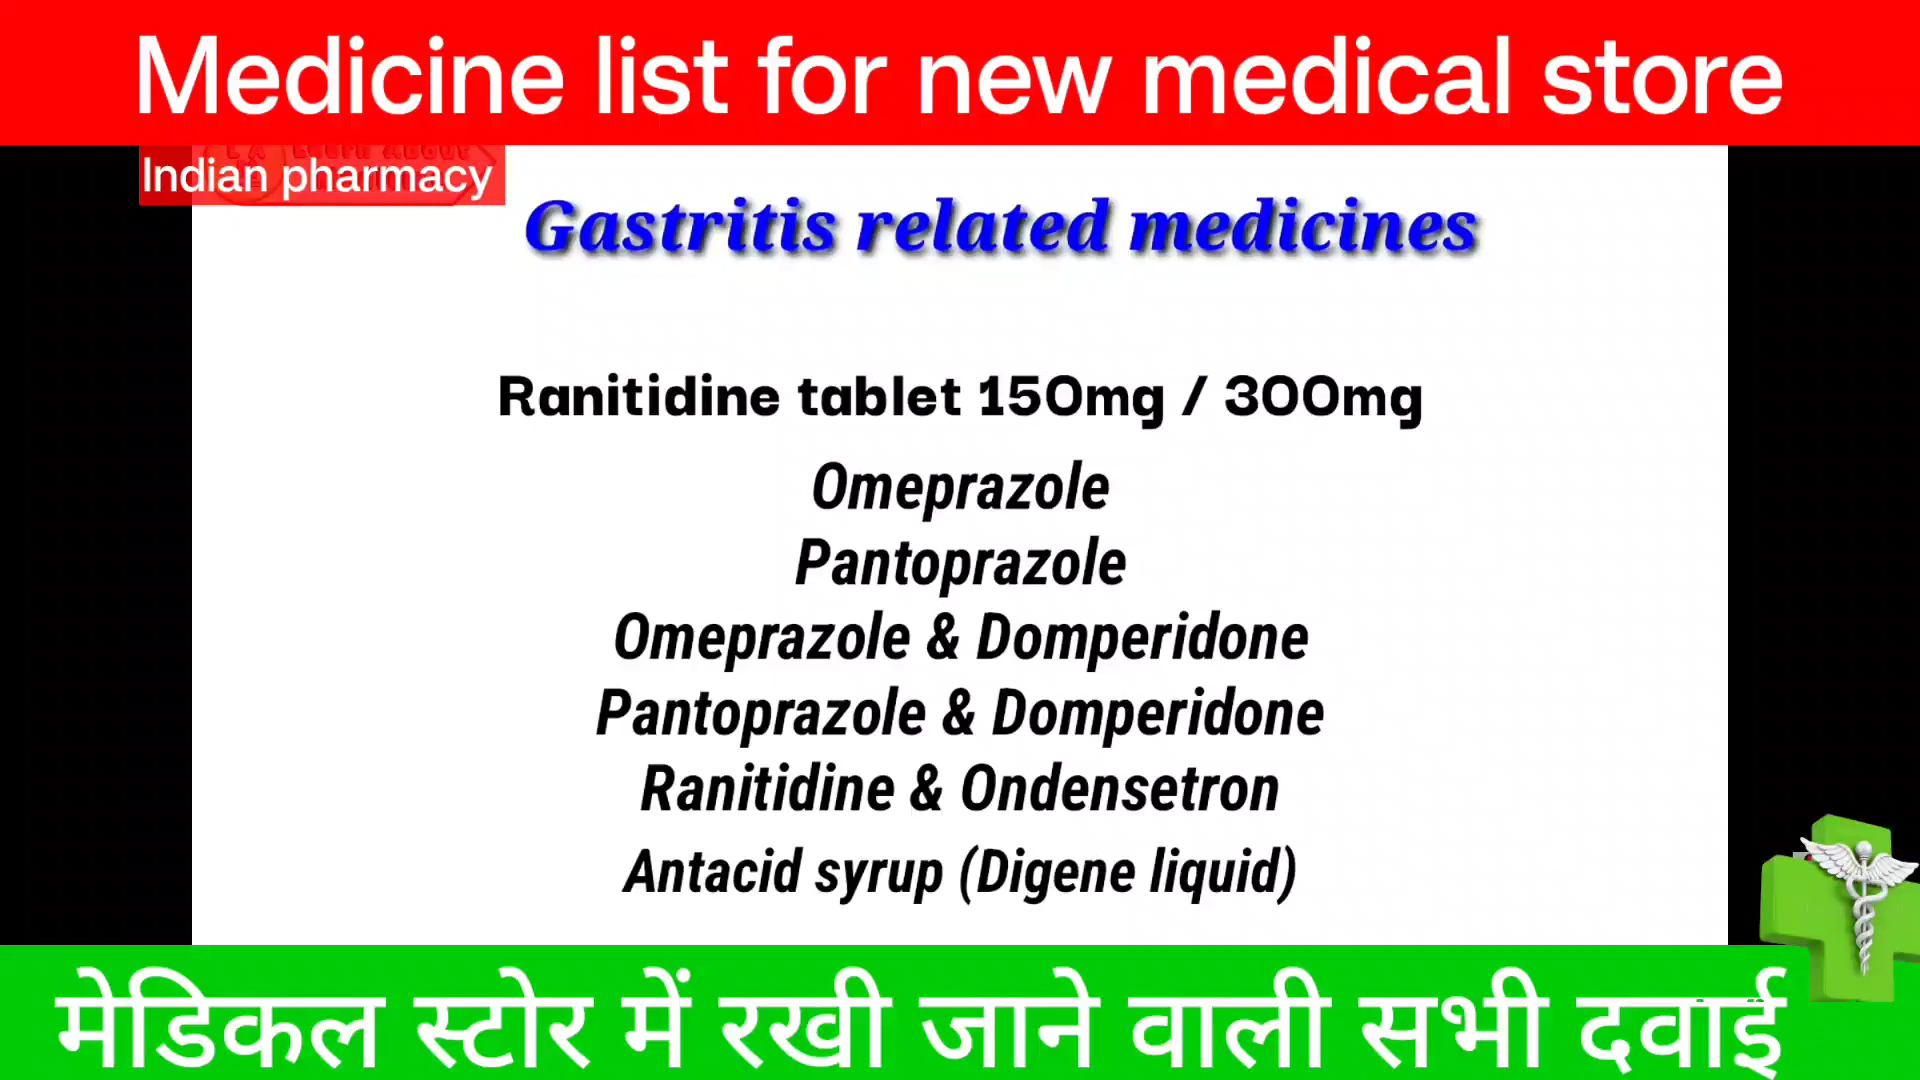 Medicine list for new medical store
Indian pharmacy
Gastritis related medicines
Ranitidine tablet 150mg / 300mg
Omeprazole
Pantoprazole
Omeprazole & Domperidone
Pantoprazole & Domperidone
Ranitidine & Ondensetron
Antacid syrup (Digene liquid)
मेडिकल स्टोर में रखी जाने वाली सभी दवाई